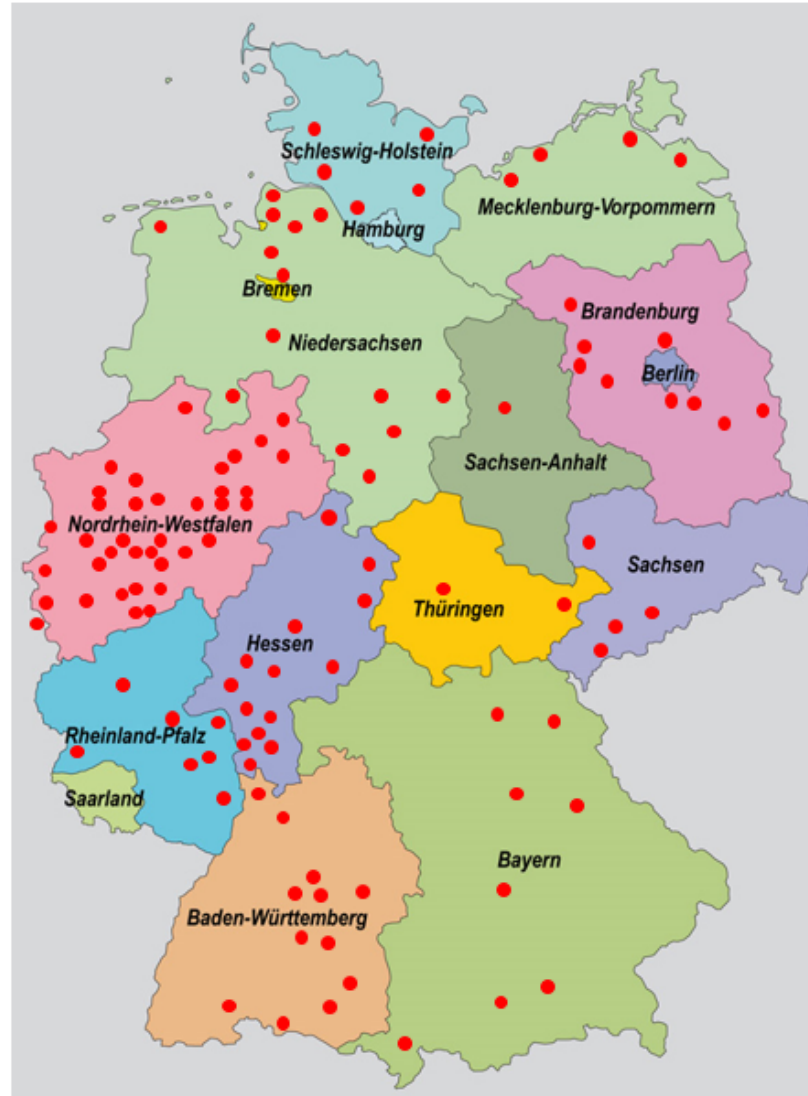 Schleswig-Holstein
Mecklenburg-Vorpommern
Hamburg
Bremen
Brandenburg
Niedersachsen
Berlin
Sachsen-Anhalt
Nordrhein-Westfalen
Sachsen
Thüringen
Hessen
Rheinland-Pfalz
Saarland
Bayern
Baden-Württemberg